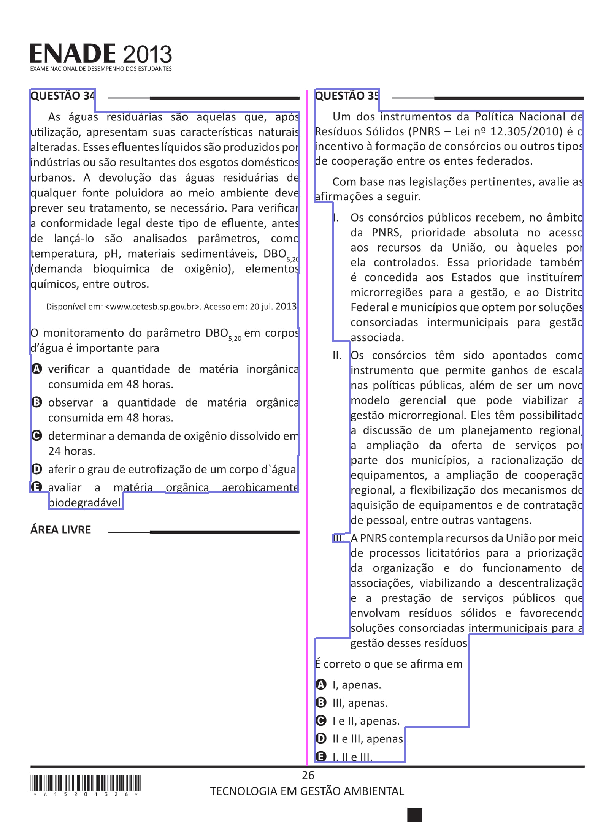 ENADE 2013
EXAME NACIONAL DE DESEMPENHO DOS ESTUDANTES
QUESTÃO 34
As águas residuárias são aquelas que, após
utilização, apresentam suas características naturais
alteradas. Esses efluentes líquidos são produzidos por
indústrias ou são resultantes dos esgotos domésticos
urbanos. A devolução das águas residuárias de
qualquer fonte poluidora ao meio ambiente deve
prever seu tratamento, se necessário. Para verificar
a conformidade legal deste tipo de efluente, antes
de lançá-lo são analisados parâmetros, como
temperatura, pH, materiais sedimentáveis, DBO5,20
(demanda bioquímica de oxigênio), elementos
químicos, entre outros.
Disponível em: <www.cetesb.sp.gov.br>. Acesso em: 20 jul. 2013.
O monitoramento do parâmetro DBO5,20 em corpos
d'água é importante para
A verificar a quantidade de matéria inorgânica
consumida em 48 horas.
B observar a quantidade de matéria orgânica
consumida em 48 horas.
C determinar a demanda de oxigênio dissolvido em
24 horas.
D aferir o grau de eutrofização de um corpo d`água.
E avaliar a matéria orgânica aerobicamente
biodegradável.
ÁREA LIVRE
QUESTÃO 35
Um dos instrumentos da Política Nacional de
Resíduos Sólidos (PNRS – Lei nº 12.305/2010) é o
incentivo à formação de consórcios ou outros tipos
de cooperação entre os entes federados.
Com base nas legislações pertinentes, avalie as
afirmações a seguir.
I. Os consórcios públicos recebem, no âmbito
da PNRS, prioridade absoluta no acesso
aos recursos da União, ou àqueles por
ela controlados. Essa prioridade também
é concedida aos Estados que instituírem
microrregiões para a gestão, e ao Distrito
Federal e municípios que optem por soluções
consorciadas intermunicipais para gestão
associada.
II. Os consórcios têm sido apontados como
instrumento que permite ganhos de escala
nas políticas públicas, além de ser um novo
modelo gerencial que pode viabilizar a
gestão microrregional. Eles têm possibilitado
a discussão de um planejamento regional,
a ampliação da oferta de serviços por
parte dos municípios, a racionalização de
equipamentos, a ampliação de cooperação
regional, a flexibilização dos mecanismos de
aquisição de equipamentos e de contratação
de pessoal, entre outras vantagens.
III. A PNRS contempla recursos da União por meio
de processos licitatórios para a priorização
da organização e do funcionamento de
associações, viabilizando a descentralização
e a prestação de serviços públicos que
envolvam resíduos sólidos e favorecendo
soluções consorciadas intermunicipais para a
gestão desses resíduos.
É correto o que se afirma em
A I, apenas.
B III, apenas.
C I e II, apenas.
D II e III, apenas.
E I, II e III.
26
TECNOLOGIA EM GESTÃO AMBIENTAL